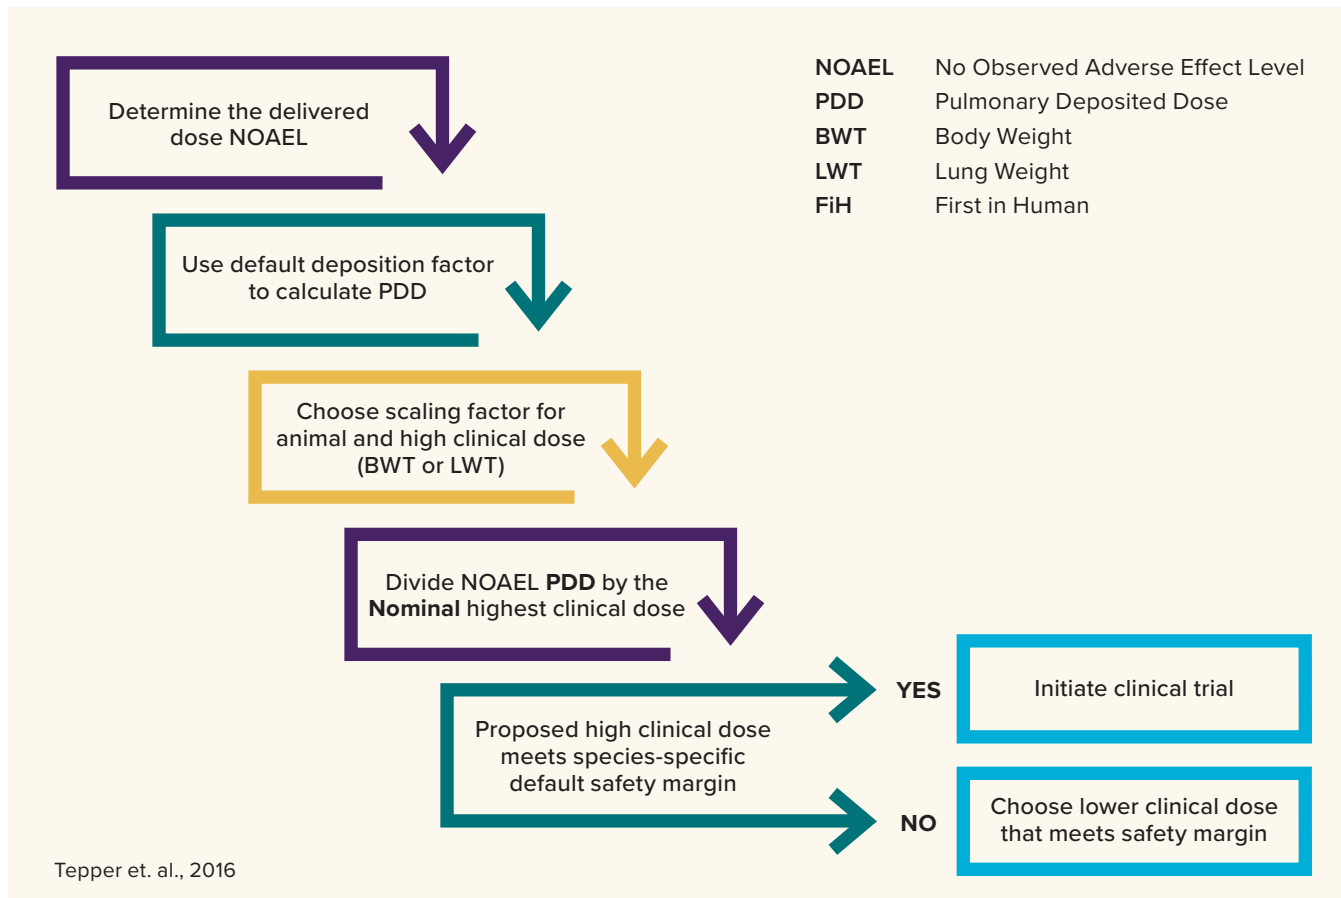 Determine the delivered
dose NOAEL
NOAEL No Observed Adverse Effect Level
PDD Pulmonary Deposited Dose
BWT Body Weight
LWT Lung Weight
FiH First in Human
Use default deposition factor
to calculate PDD
Choose scaling factor for
animal and high clinical dose
(BWT or LWT)
Divide NOAEL PDD by the
Nominal highest clinical dose
Proposed high clinical dose
meets species-specific
default safety margin
YES
Initiate clinical trial
NO
Choose lower clinical dose
that meets safety margin
Tepper et. al., 2016